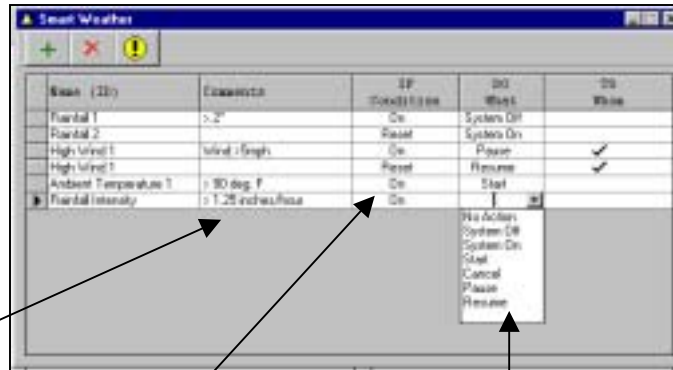 Smart Weather
Name (ID) Comments IF Condition DO What TO Whom
Rainfall 1 >.2" On System Off
Rainfall 2 Reset System On
High Wind 1 Wind >5mph On Pause
High Wind 1 Reset Resume
Ambient Temperature 1 > 90 deg. F On Start
Rainfall Intensity > 1.25 inches/hour On
No Action
System Off
System On
Start
Cancel
Pause
Resume